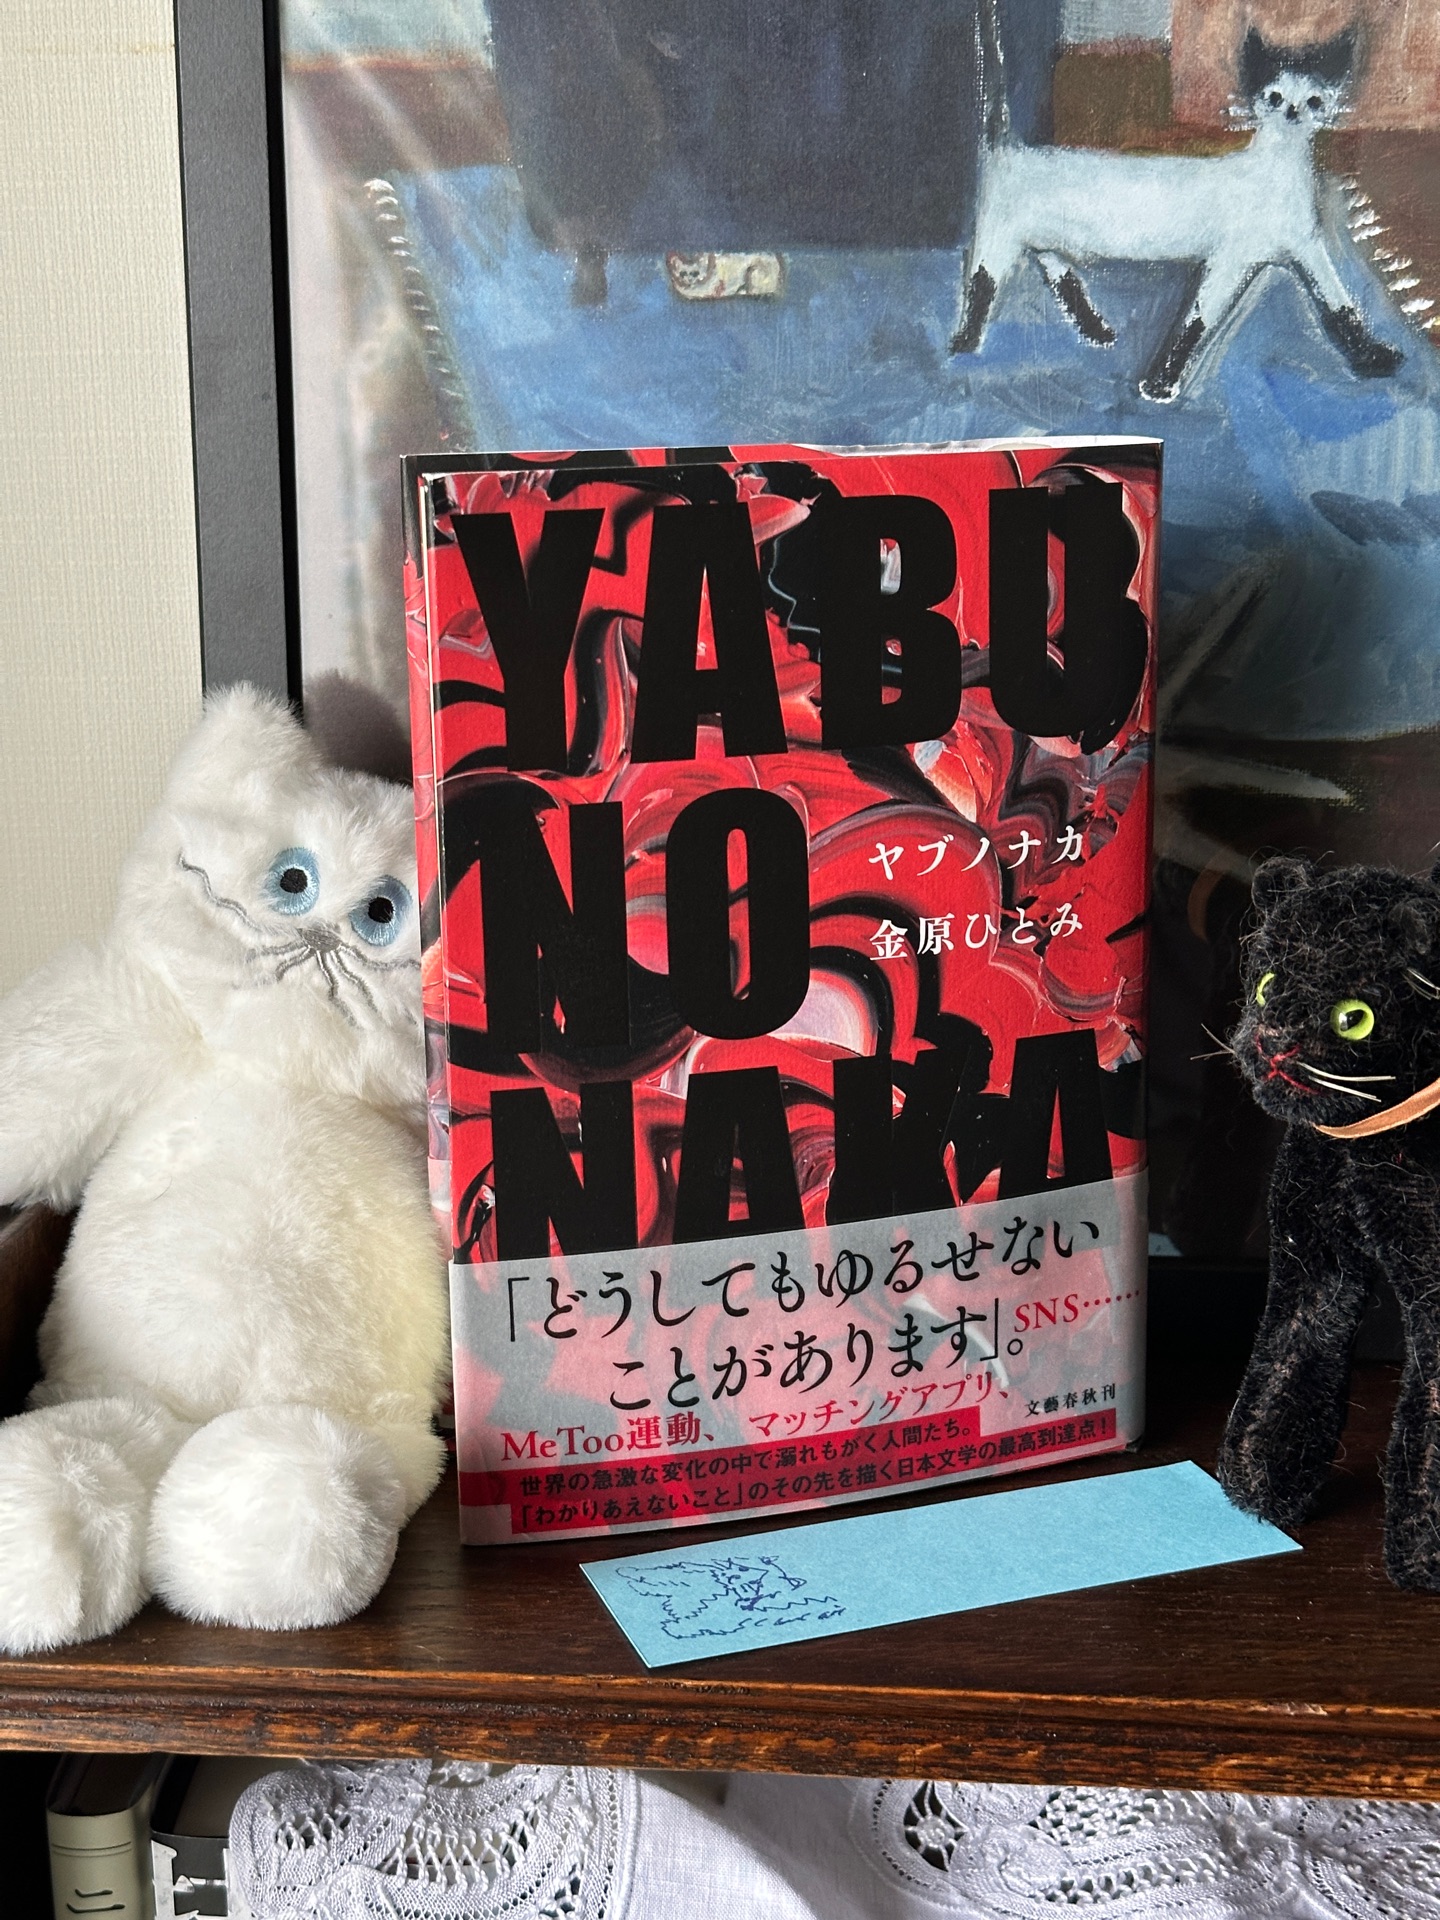 YABU
NO
ヤブノナカ
金原ひとみ
NAKA
「どうしてもゆるせない
ことがあります」。
SNS……
MeToo運動、マッチングアプリ、
文藝春秋刊
世界の急激な変化の中で溺れもがく人間たち。
「わかりあえないこと」のその先を描く日本文学の最高到達点！
二